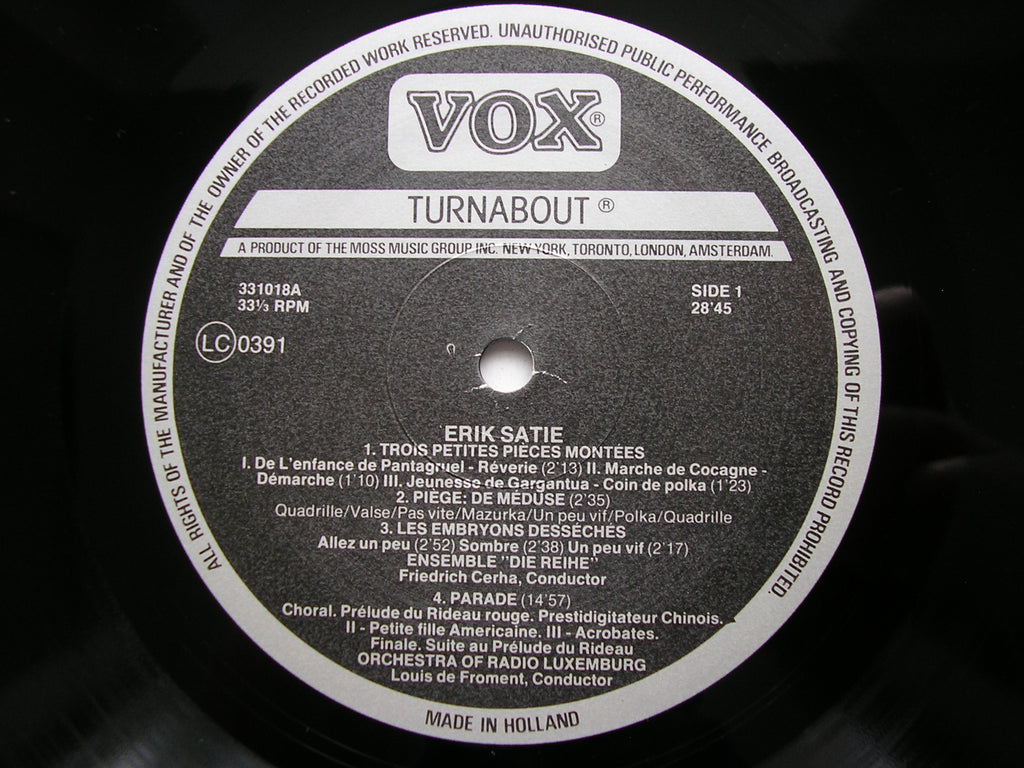 ALL RIGHTS OF THE MANUFACTURER AND OF THE OWNER OF THE RECORDED WORK RESERVED. UNAUTHORISED PUBLIC PERFORMANCE BROADCASTING AND COPYING OF THIS RECORD PROHIBITED.
VOX®
TURNABOUT ®
A PRODUCT OF THE MOSS MUSIC GROUP INC. NEW YORK, TORONTO, LONDON, AMSTERDAM.
331018A
33⅓ RPM
SIDE 1
28'45
LC 0391
ERIK SATIE
1. TROIS PETITES PIÈCES MONTÉES
I. De L'enfance de Pantagruel - Réverie (2'13) II. Marche de Cocagne -
Démarche (1'10) III. Jeunesse de Gargantua - Coin de polka (1'23)
2. PIÈGE: DE MÉDUSE (2'35)
Quadrille/Valse/Pas vite/Mazurka/Un peu vif/Polka/Quadrille
3. LES EMBRYONS DESSÉCHÉS
Allez un peu (2'52) Sombre (2'38) Un peu vif (2'17)
ENSEMBLE "DIE REIHE"
Friedrich Cerha, Conductor
4. PARADE (14'57)
Choral. Prélude du Rideau rouge. Prestidigitateur Chinois.
II - Petite fille Americaine. III - Acrobates.
Finale. Suite au Prélude du Rideau
ORCHESTRA OF RADIO LUXEMBURG
Louis de Froment, Conductor
MADE IN HOLLAND